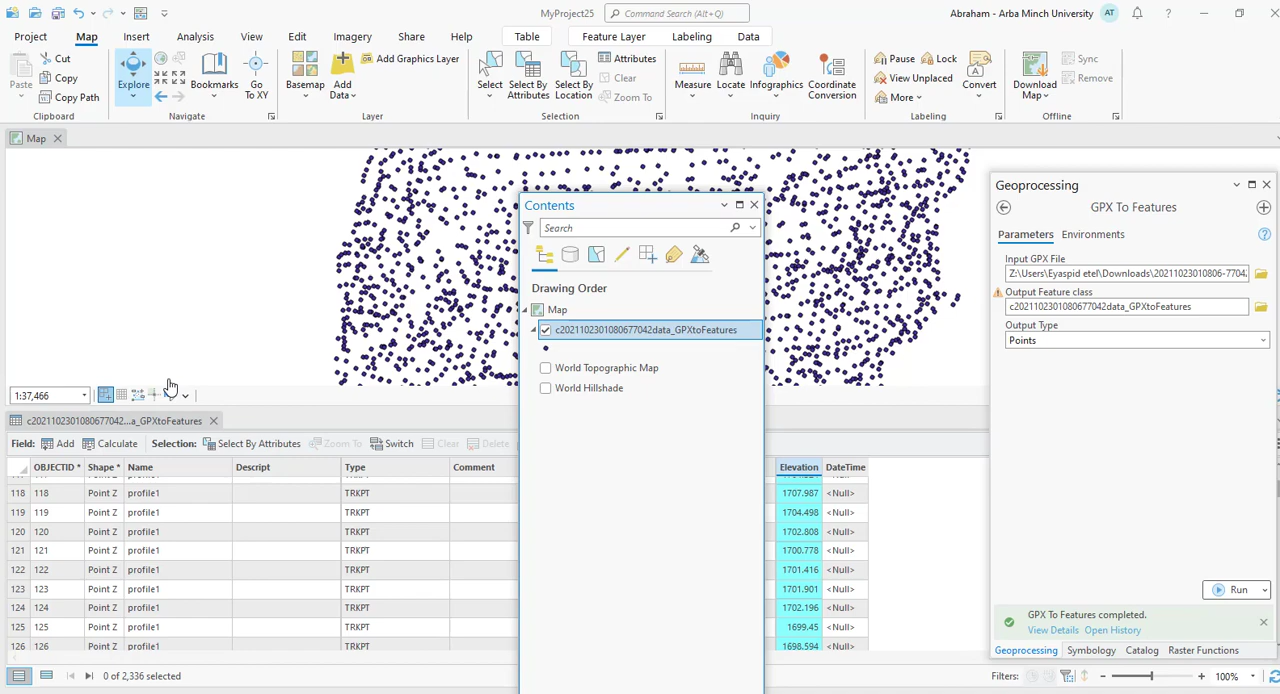 MyProject25
Command Search (Alt+Q)
Abraham - Arba Minch University
AT
?
Project
Map
Insert
Analysis
View
Edit
Imagery
Share
Help
Table
Feature Layer
Labeling
Data
Paste
Cut
Copy
Copy Path
Clipboard
Explore
Bookmarks
Go
To XY
Navigate
Basemap
Add
Data
Add Graphics Layer
Layer
Select
Select By
Attributes
Select By
Location
Attributes
Clear
Zoom To
Selection
Measure
Locate
Infographics
Coordinate
Conversion
Inquiry
Pause
Lock
View Unplaced
More
Convert
Labeling
Download
Map
Sync
Remove
Offline
Map
Contents
Search
Drawing Order
Map
c2021102301080677042data_GPXtoFeatures
World Topographic Map
World Hillshade
Geoprocessing
GPX To Features
Parameters
Environments
?
Input GPX File
Z:\Users\Eyaspid etel\Downloads\20211023010806-7704.
Output Feature class
c2021102301080677042data_GPXtoFeatures
Output Type
Points
Run
GPX To Features completed.
View Details
Open History
Geoprocessing
Symbology
Catalog
Raster Functions
1:37,466
c2021102301080677042...a_GPXtoFeatures
Field:
Add
Calculate
Selection:
Select By Attributes
Zoom To
Switch
Clear
Delete
OBJECTID *
Shape *
Name
Descript
Type
Comment
Elevation
DateTime
118 118 Point Z profile1 TRKPT 1707.987 <Null>
119 119 Point Z profile1 TRKPT 1704.498 <Null>
120 120 Point Z profile1 TRKPT 1702.808 <Null>
121 121 Point Z profile1 TRKPT 1700.778 <Null>
122 122 Point Z profile1 TRKPT 1701.416 <Null>
123 123 Point Z profile1 TRKPT 1701.901 <Null>
124 124 Point Z profile1 TRKPT 1702.196 <Null>
125 125 Point Z profile1 TRKPT 1699.45 <Null>
126 126 Point Z profile1 TRKPT 1698.594 <Null>
0 of 2,336 selected
Filters:
100%